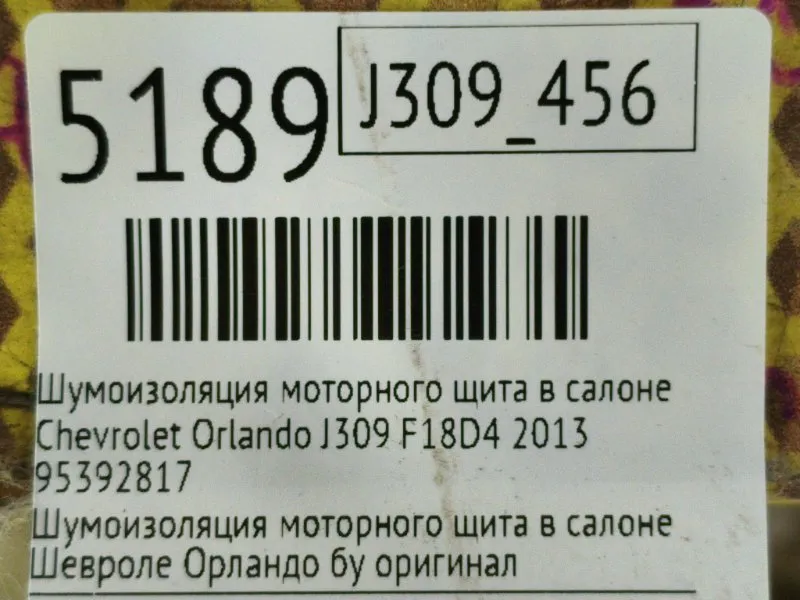 5189
J309_456
Шумоизоляция моторного щита в салоне
Chevrolet Orlando J309 F18D4 2013
95392817
Шумоизоляция моторного щита в салоне
Шевроле Орландо бу оригинал